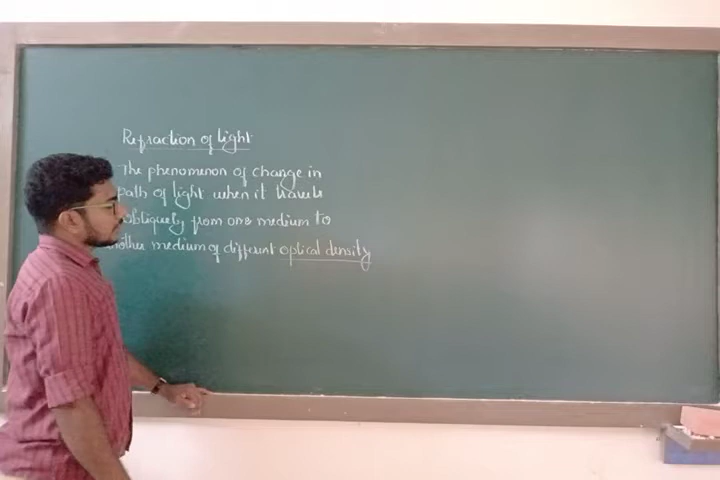 Refraction of light
The phenomenon of change in
path of light when it travels
obliquely from one medium to
another medium of different optical density